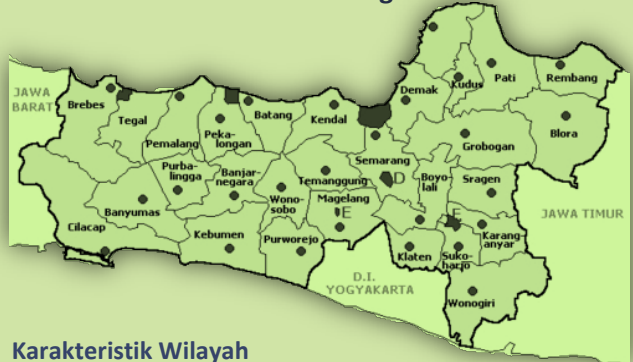 JAWA
BARAT
Brebes
Tegal
Pemalang
Peka-
longan
Batang
Kendal
Demak
Kudus
Pati
Rembang
Blora
Grobogan
Semarang
D
Purba-
lingga
Banjar-
negara
Wono-
sobo
Temanggung
Magelang
E
Boyo-
lali
Sragen
F
Karang
anyar
JAWA TIMUR
Banyumas
Cilacap
Kebumen
Purworejo
Klaten
Suko-
harjo
D.I.
YOGYAKARTA
Wonogiri
Karakteristik Wilayah